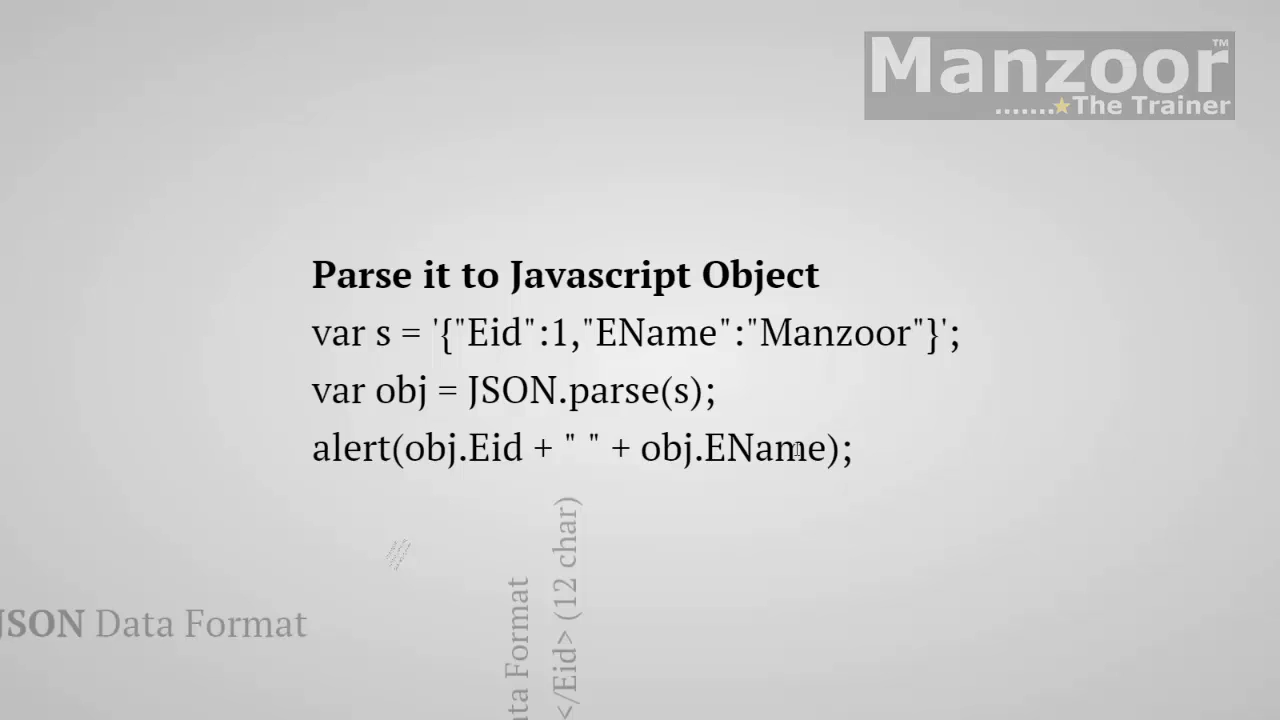 Manzoor™
.......★The Trainer
Parse it to Javascript Object
var s = '{"Eid":1,"EName":"Manzoor"}';
var obj = JSON.parse(s);
alert(obj.Eid + " " + obj.EName);
JSON Data Format
ata Format
</Eid> (12 char)